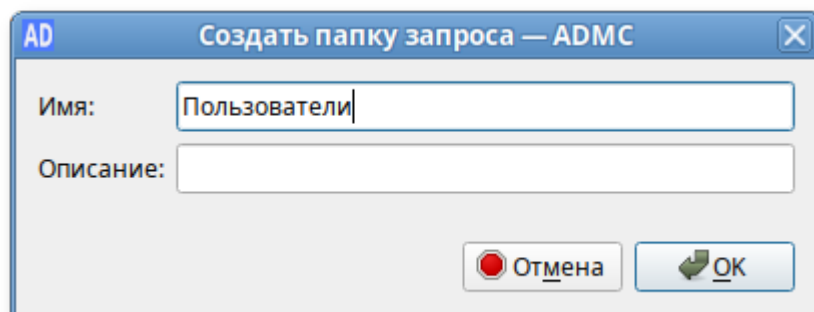 AD Создать папку запроса — ADMC
Имя: Пользователи
Описание:
Отмена OK